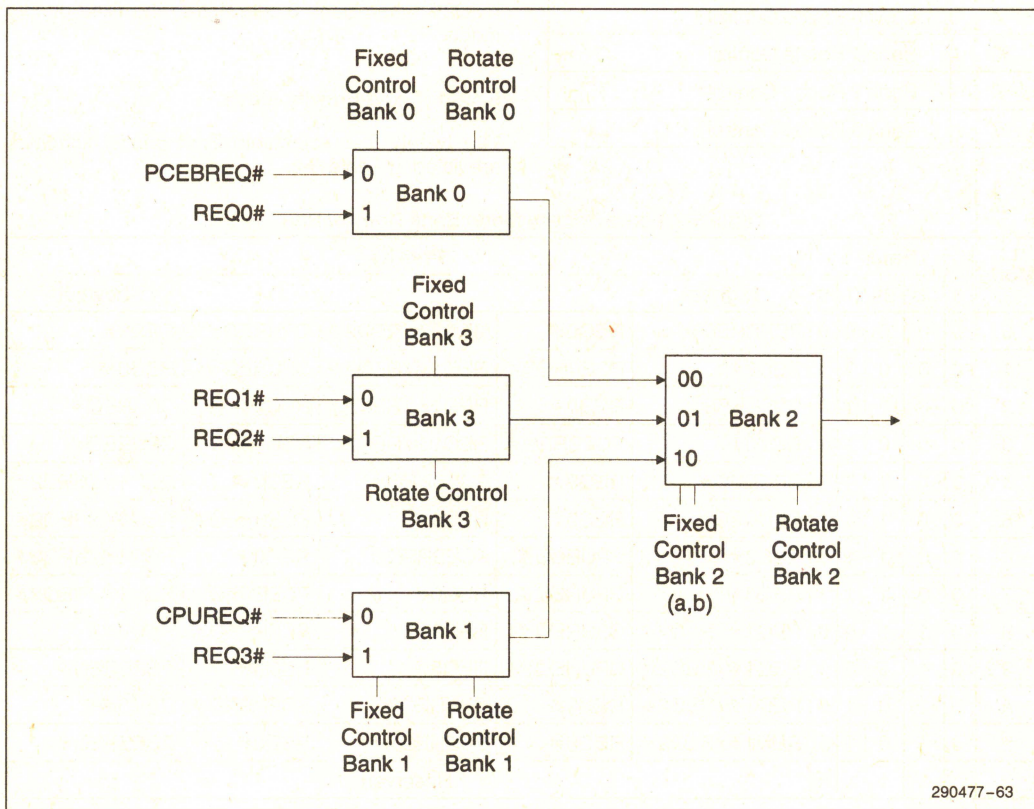 Fixed
Control
Bank 0
Rotate
Control
Bank 0
PCEBREQ#
0
Bank 0
REQ0#
1
Fixed
Control
Bank 3
REQ1#
0
Bank 3
REQ2#
1
Rotate Control
Bank 3
00
01
Bank 2
10
Fixed
Control
Bank 2
(a,b)
Rotate
Control
Bank 2
CPUREQ#
0
Bank 1
REQ3#
1
Fixed
Control
Bank 1
Rotate
Control
Bank 1
290477-63